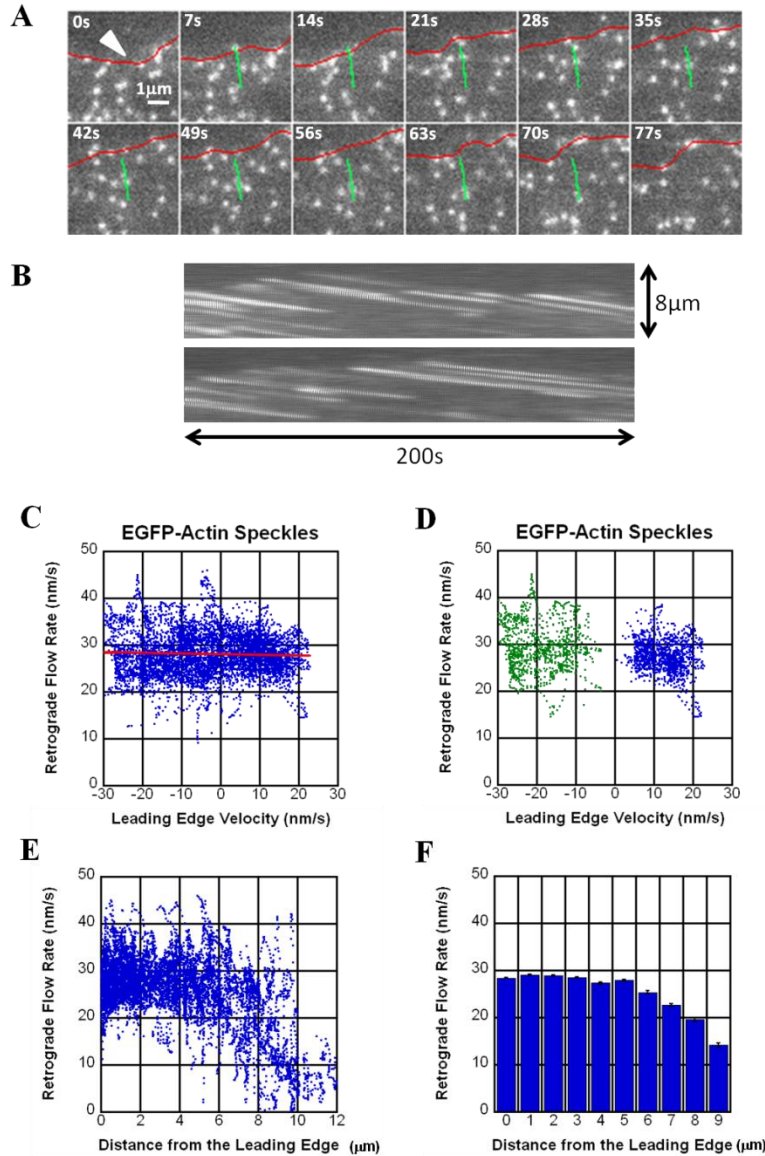 A
0s 7s 14s 21s 28s 35s
1μm
42s 49s 56s 63s 70s 77s
B
8μm
200s
C
EGFP-Actin Speckles
Retrograde Flow Rate (nm/s)
50
40
30
20
10
0
-30 -20 -10 0 10 20 30
Leading Edge Velocity (nm/s)
D
EGFP-Actin Speckles
Retrograde Flow Rate (nm/s)
50
40
30
20
10
0
-30 -20 -10 0 10 20 30
Leading Edge Velocity (nm/s)
E
Retrograde Flow Rate (nm/s)
50
40
30
20
10
0
0 2 4 6 8 10 12
Distance from the Leading Edge (μm)
F
Retrograde Flow Rate (nm/s)
50
40
30
20
10
0
0 1 2 3 4 5 6 7 8 9
Distance from the Leading Edge (μm)